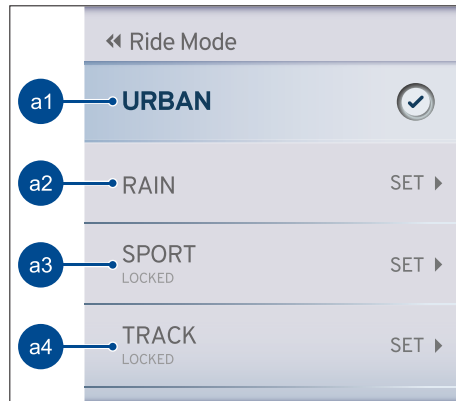 Ride Mode
a1 URBAN
a2 RAIN SET
a3 SPORT SET
LOCKED
a4 TRACK SET
LOCKED